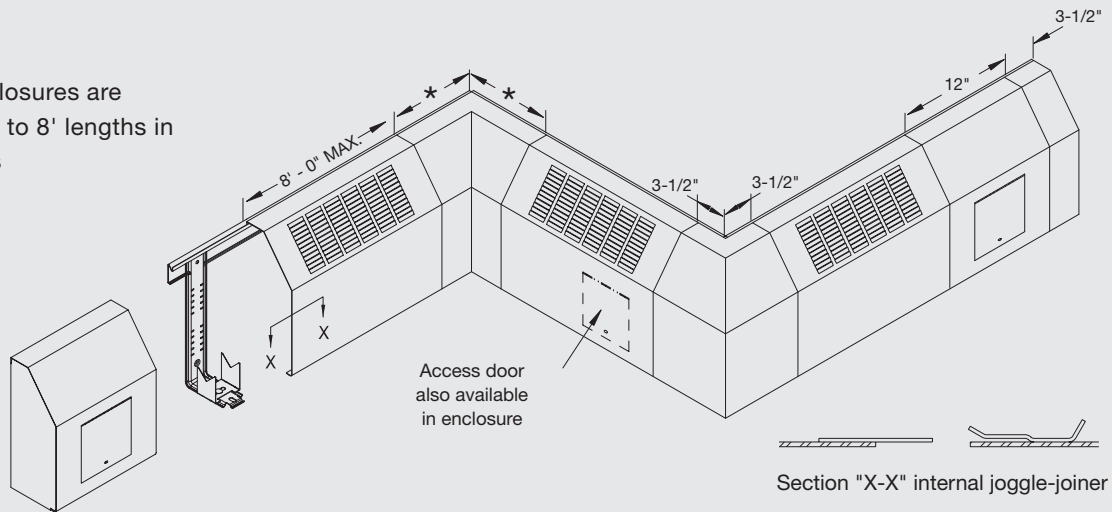 closures are
to 8' lengths in
3-1/2"
12"
*
*
8' - 0" MAX.
3-1/2"
3-1/2"
X
X
Access door
also available
in enclosure
Section "X-X" internal joggle-joiner